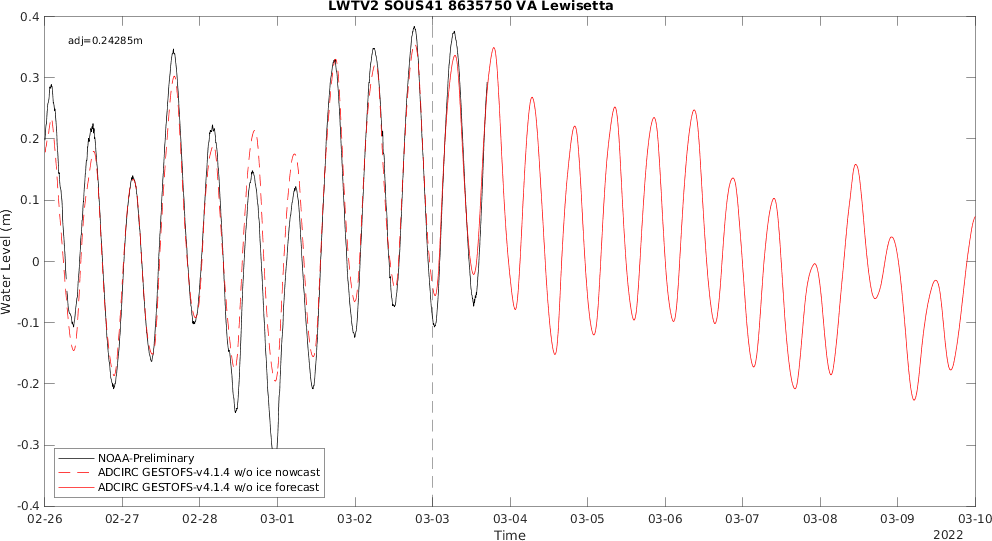 LWTV2 SOUS41 8635750 VA Lewisetta
adj=0.24285m
0.4
0.3
0.2
0.1
0
-0.1
-0.2
-0.3
-0.4
Water Level (m)
NOAA-Preliminary
ADCIRC GESTOFS-v4.1.4 w/o ice nowcast
ADCIRC GESTOFS-v4.1.4 w/o ice forecast
02-26 02-27 02-28 03-01 03-02 03-03 03-04 03-05 03-06 03-07 03-08 03-09 03-10
Time
2022